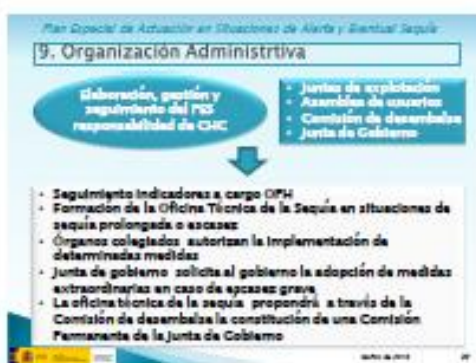 Plan Especial de Actuación en Situaciones de Alerta y Eventual Sequía
9. Organización Administrtiva
Elaboración, gestión y
seguimiento del PES
responsabilidad de CHC
• Juntas de explotación
• Asamblea de usuarios
• Comisión de desembalse
• Junta de Gobierno
• Seguimiento indicadores a cargo OPH
• Formacion de la Oficina Técnica de la Sequía en situaciones de
sequía prolongada o escasez
• Órganos colegiados autorizan la implementación de
determinadas medidas
• Junta de gobierno solicita al gobierno la adopción de medidas
extraordinarias en caso de escasez grave
• La oficina técnica de la sequía propondrá a través de la
Comisión de desembalse la constitución de una Comisión
Permanente de la Junta de Gobierno